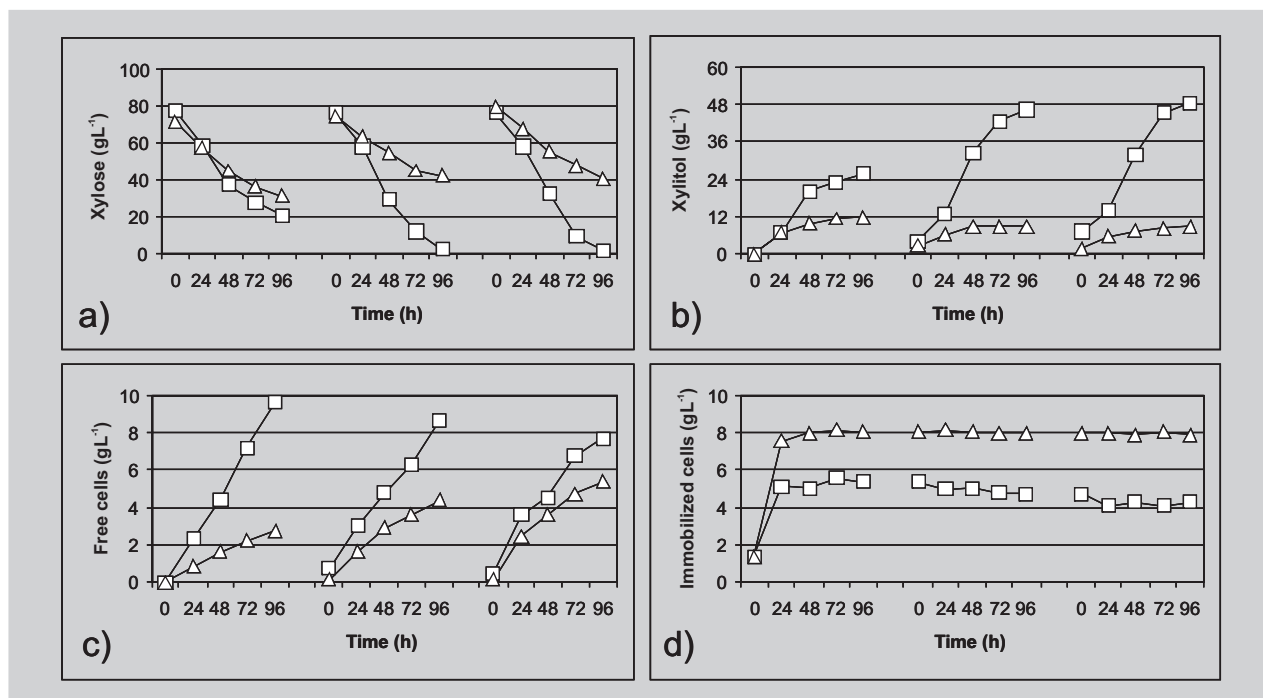 100
80
60
40
20
0
Xylose (gL-1)
0 24 48 72 96 0 24 48 72 96 0 24 48 72 96
Time (h)
a)
60
48
36
24
12
0
Xylitol (gL-1)
0 24 48 72 96 0 24 48 72 96 0 24 48 72 96
Time (h)
b)
10
8
6
4
2
0
Free cells (gL-1)
0 24 48 72 96 0 24 48 72 96 0 24 48 72 96
Time (h)
c)
10
8
6
4
2
0
Immobilized cells (gL-1)
0 24 48 72 96 0 24 48 72 96 0 24 48 72 96
Time (h)
d)